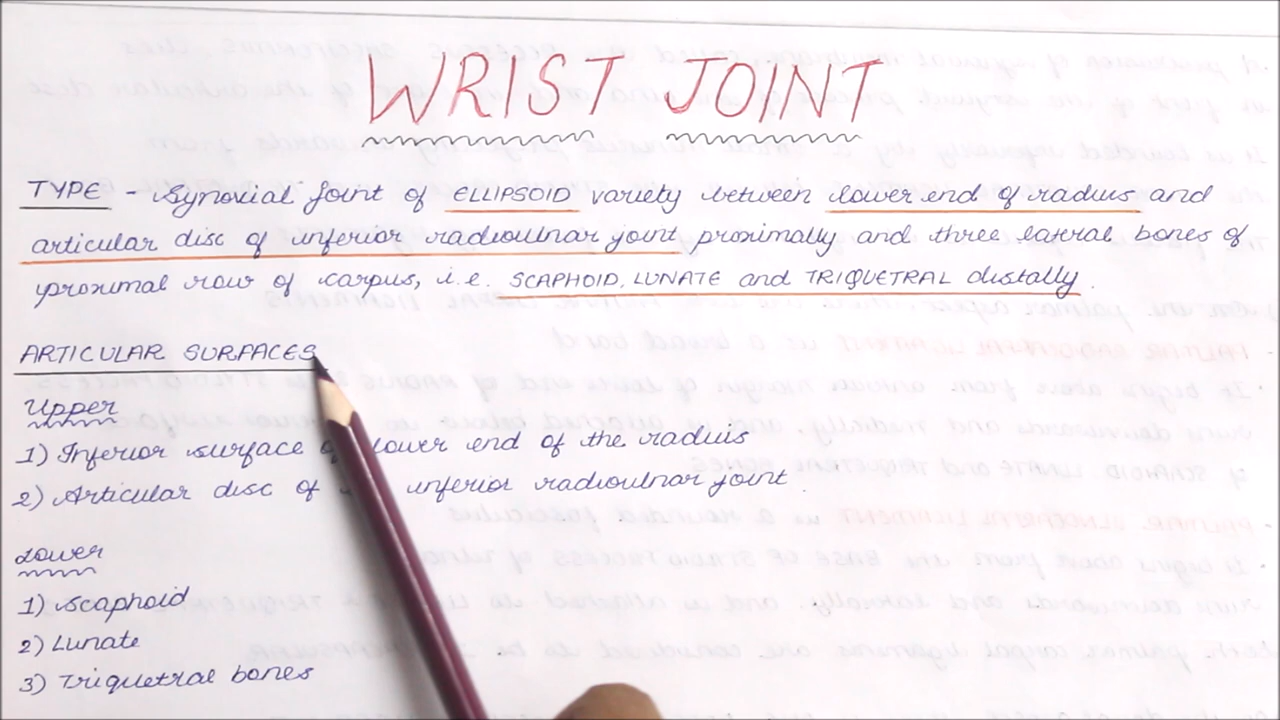 WRIST JOINT
TYPE - Synovial joint of ELLIPSOID variety between lower end of radius and
articular disc of inferior radioulnar joint proximally and three lateral bones of
proximal row of carpus, i.e. SCAPHOID, LUNATE and TRIQUETRAL distally.
ARTICULAR SURFACES
Upper
1) Inferior surface lower end of the radius
2) Articular disc of inferior radioulnar joint.
Lower
1) Scaphoid
2) Lunate
3) Triquetral bones